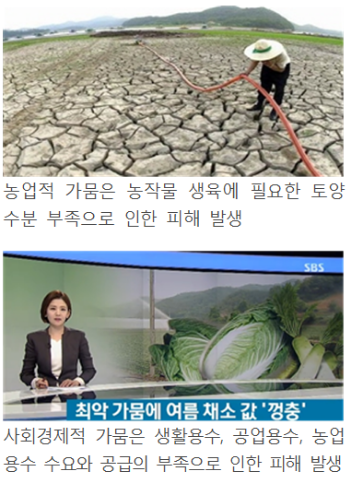 농업적 가뭄은 농작물 생육에 필요한 토양
수분 부족으로 인한 피해 발생
SBS
최악 가뭄에 여름 채소 값 '껑충'
사회경제적 가뭄은 생활용수, 공업용수, 농업
용수 수요와 공급의 부족으로 인한 피해 발생